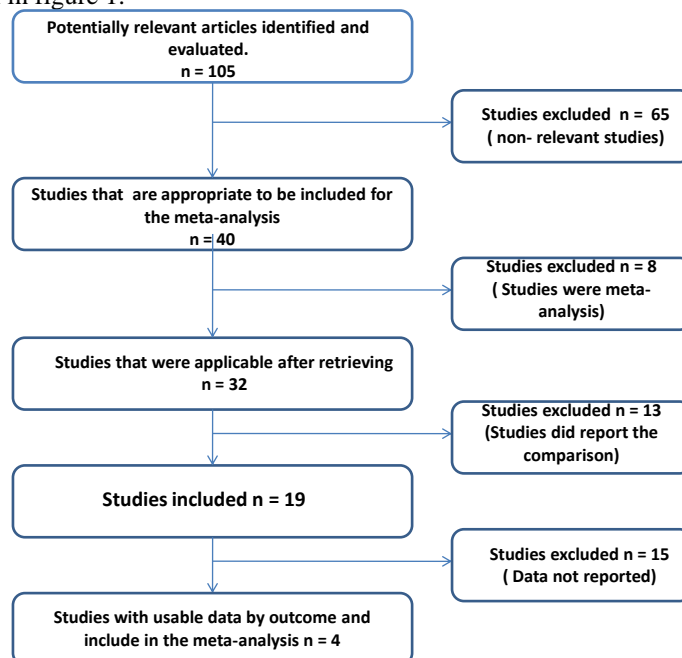 in figure 1.
Potentially relevant articles identified and
evaluated.
n = 105
Studies excluded n = 65
( non- relevant studies)
Studies that are appropriate to be included for
the meta-analysis
n = 40
Studies excluded n = 8
( Studies were meta-
analysis)
Studies that were applicable after retrieving
n = 32
Studies excluded n = 13
(Studies did report the
comparison)
Studies included n = 19
Studies excluded n = 15
( Data not reported)
Studies with usable data by outcome and
include in the meta-analysis n = 4